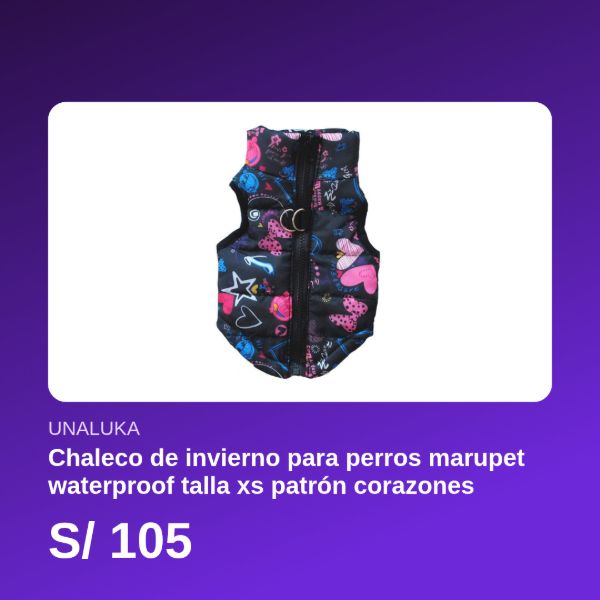 UNALUKA
Chaleco de invierno para perros marupet
waterproof talla xs patrón corazones
S/ 105